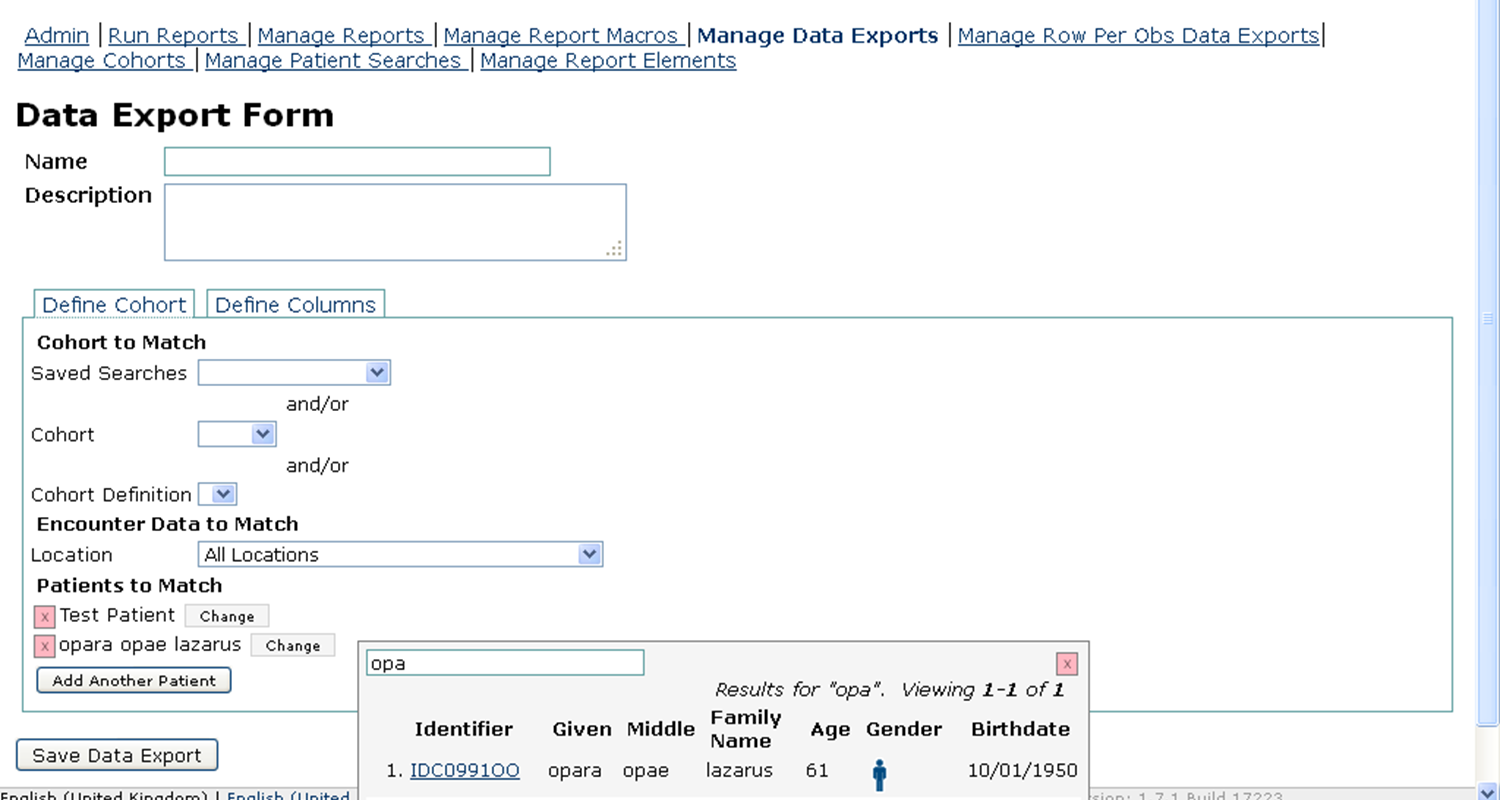 Admin | Run Reports | Manage Reports | Manage Report Macros | Manage Data Exports | Manage Row Per Obs Data Exports|
Manage Cohorts | Manage Patient Searches | Manage Report Elements
Data Export Form
Name
Description
Define Cohort Define Columns
Cohort to Match
Saved Searches
and/or
Cohort
and/or
Cohort Definition
Encounter Data to Match
Location All Locations
Patients to Match
x Test Patient Change
x opara opae lazarus Change
Add Another Patient
opa x
Results for "opa". Viewing 1-1 of 1
Identifier Given Middle Family Name Age Gender Birthdate
1. IDC0991OO opara opae lazarus 61 10/01/1950
Save Data Export
English (United Kingdom) | English (United
1.7.1 Build 17223